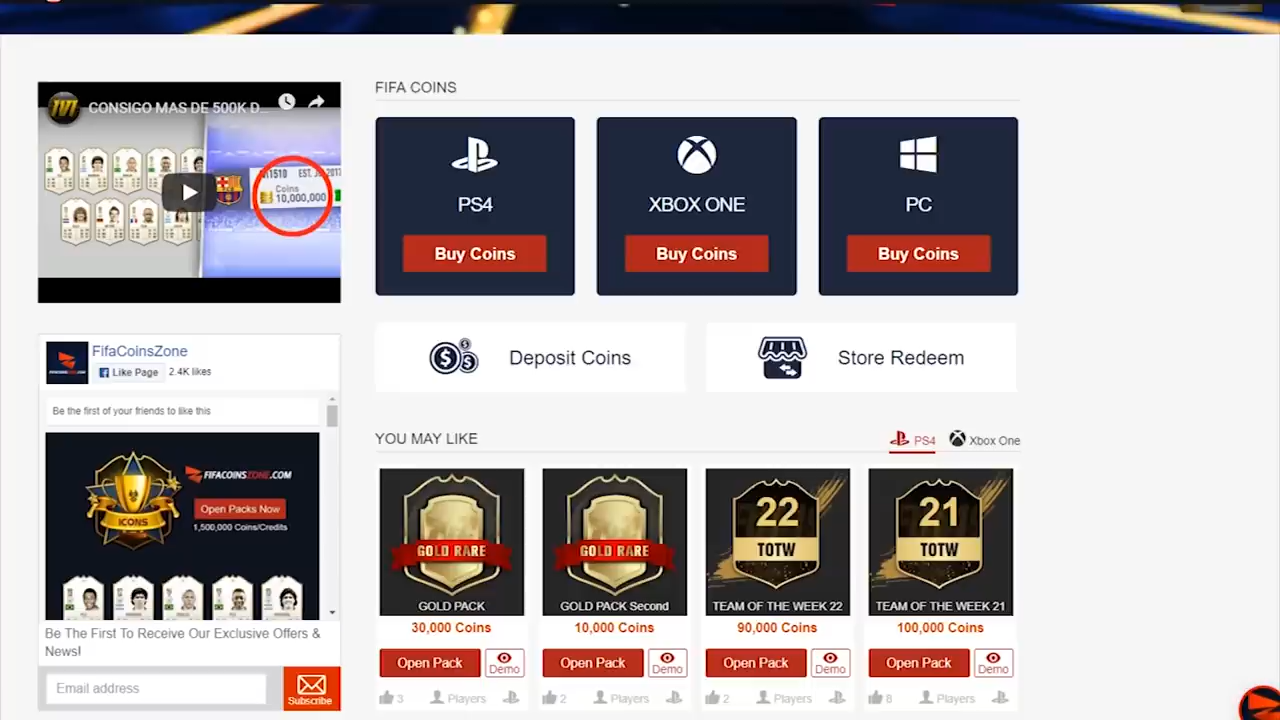 CONSIGO MAS DE 500K D...
EST. JUL 2017
Coins
10,000,000
FIFA COINS
PS4
Buy Coins
XBOX ONE
Buy Coins
PC
Buy Coins
Deposit Coins
Store Redeem
FifaCoinsZone
Like Page
2.4K likes
Be the first of your friends to like this
FIFACOINSZONE.COM
Open Packs Now
1,500,000 Coins/Credits
ICONS
Be The First To Receive Our Exclusive Offers &
News!
Email address
Subscribe
YOU MAY LIKE
PS4
Xbox One
GOLD RARE
GOLD PACK
30,000 Coins
Open Pack
Demo
3
Players
GOLD RARE
GOLD PACK Second
10,000 Coins
Open Pack
Demo
2
Players
22
TOTW
TEAM OF THE WEEK 22
90,000 Coins
Open Pack
Demo
2
Players
21
TOTW
TEAM OF THE WEEK 21
100,000 Coins
Open Pack
Demo
8
Players